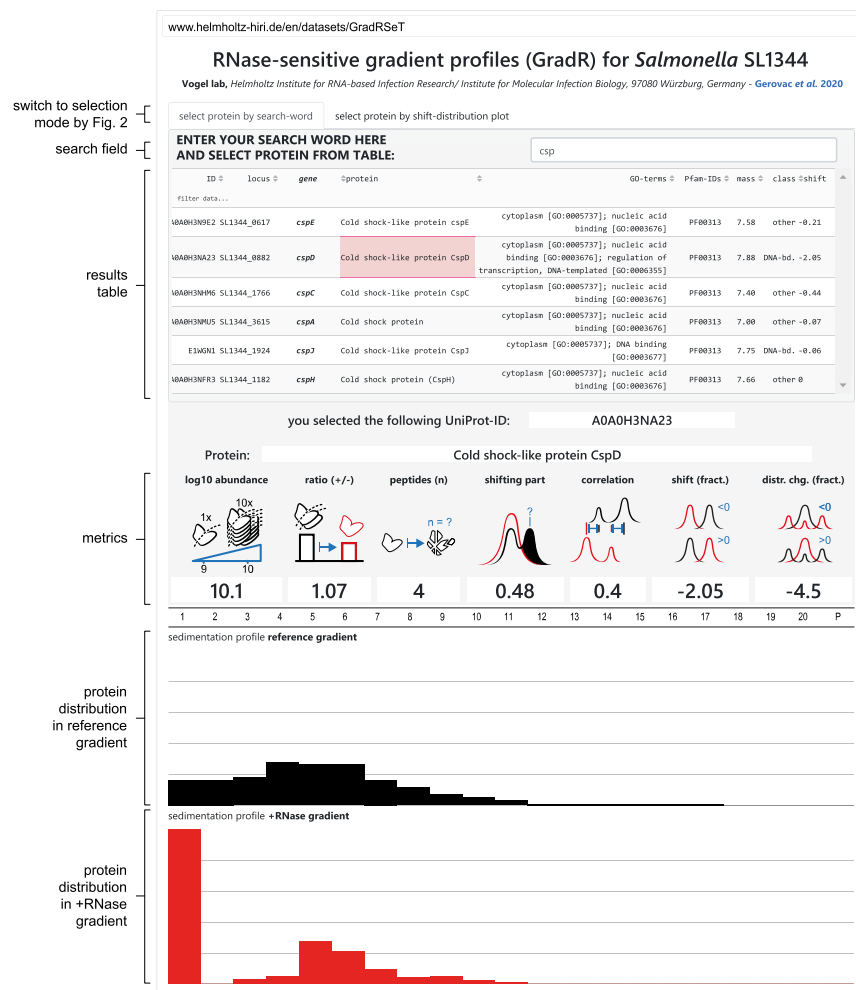 www.helmholtz-hiri.de/en/datasets/GradRSeT
RNase-sensitive gradient profiles (GradR) for Salmonella SL1344
Vogel lab, Helmholtz Institute for RNA-based Infection Research/ Institute for Molecular Infection Biology, 97080 Würzburg, Germany - Gerovac et al. 2020
switch to selection
mode by Fig. 2
select protein by search-word
select protein by shift-distribution plot
search field
ENTER YOUR SEARCH WORD HERE
AND SELECT PROTEIN FROM TABLE:
csp
results
table
ID locus gene protein GO-terms Pfam-IDs mass class shift
filter data...
A0A0H3N9E2 SL1344_0617 cspE Cold shock-like protein cspE cytoplasm [GO:0005737]; nucleic acid
binding [GO:0003676] PF00313 7.58 other -0.21
A0A0H3NA23 SL1344_0882 cspD Cold shock-like protein CspD cytoplasm [GO:0005737]; nucleic acid
binding [GO:0003676]; regulation of
transcription, DNA-templated [GO:0006355] PF00313 7.88 DNA-bd. -2.05
A0A0H3NHM6 SL1344_1766 cspC Cold shock-like protein CspC cytoplasm [GO:0005737]; nucleic acid
binding [GO:0003676] PF00313 7.40 other -0.44
A0A0H3NMU5 SL1344_3615 cspA Cold shock protein cytoplasm [GO:0005737]; nucleic acid
binding [GO:0003676] PF00313 7.00 other -0.07
E1WGN1 SL1344_1924 cspJ Cold shock-like protein CspJ cytoplasm [GO:0005737]; DNA binding
[GO:0003677] PF00313 7.75 DNA-bd. -0.06
A0A0H3NFR3 SL1344_1182 cspH Cold shock protein (CspH) cytoplasm [GO:0005737]; nucleic acid
binding [GO:0003676] PF00313 7.66 other 0
you selected the following UniProt-ID: A0A0H3NA23
Protein: Cold shock-like protein CspD
metrics
log10 abundance ratio (+/-) peptides (n) shifting part correlation shift (fract.) distr. chg. (fract.)
1x 10x
9 10
n = ?
?
<0
>0
<0
>0
10.1 1.07 4 0.48 0.4 -2.05 -4.5
1 2 3 4 5 6 7 8 9 10 11 12 13 14 15 16 17 18 19 20 P
sedimentation profile reference gradient
protein
distribution
in reference
gradient
sedimentation profile +RNase gradient
protein
distribution
in +RNase
gradient